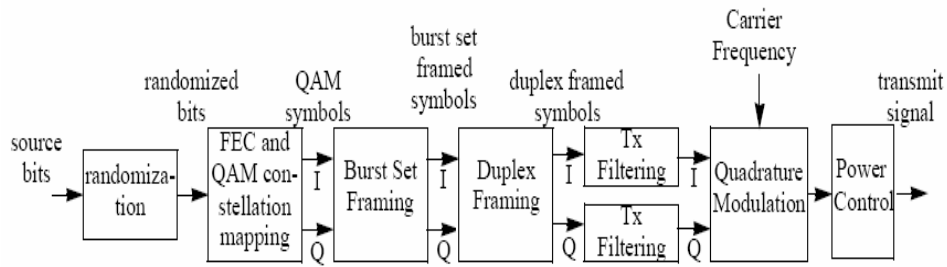 source
bits
randomiza-
tion
randomized
bits
FEC and
QAM con-
stellation
mapping
QAM
symbols
I
Q
Burst Set
Framing
burst set
framed
symbols
I
Q
Duplex
Framing
duplex framed
symbols
I
Q
Tx
Filtering
Tx
Filtering
I
Q
Carrier
Frequency
Quadrature
Modulation
Power
Control
transmit
signal